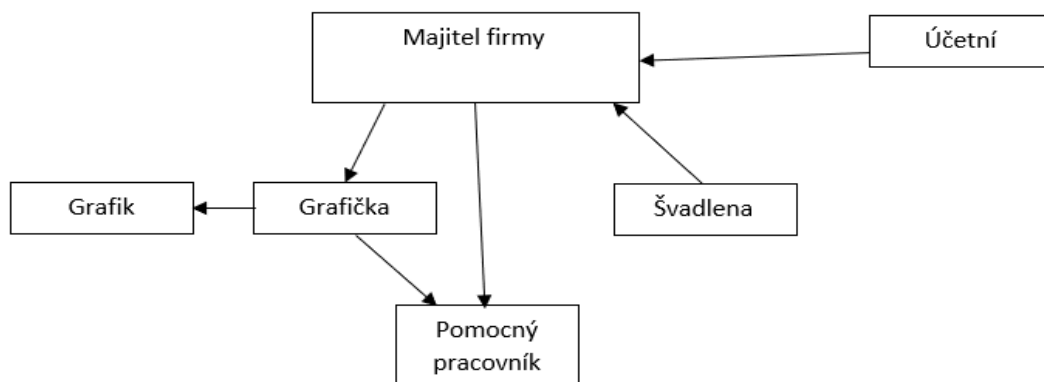 Majitel firmy
Účetní
Grafik
Grafička
Švadlena
Pomocný
pracovník